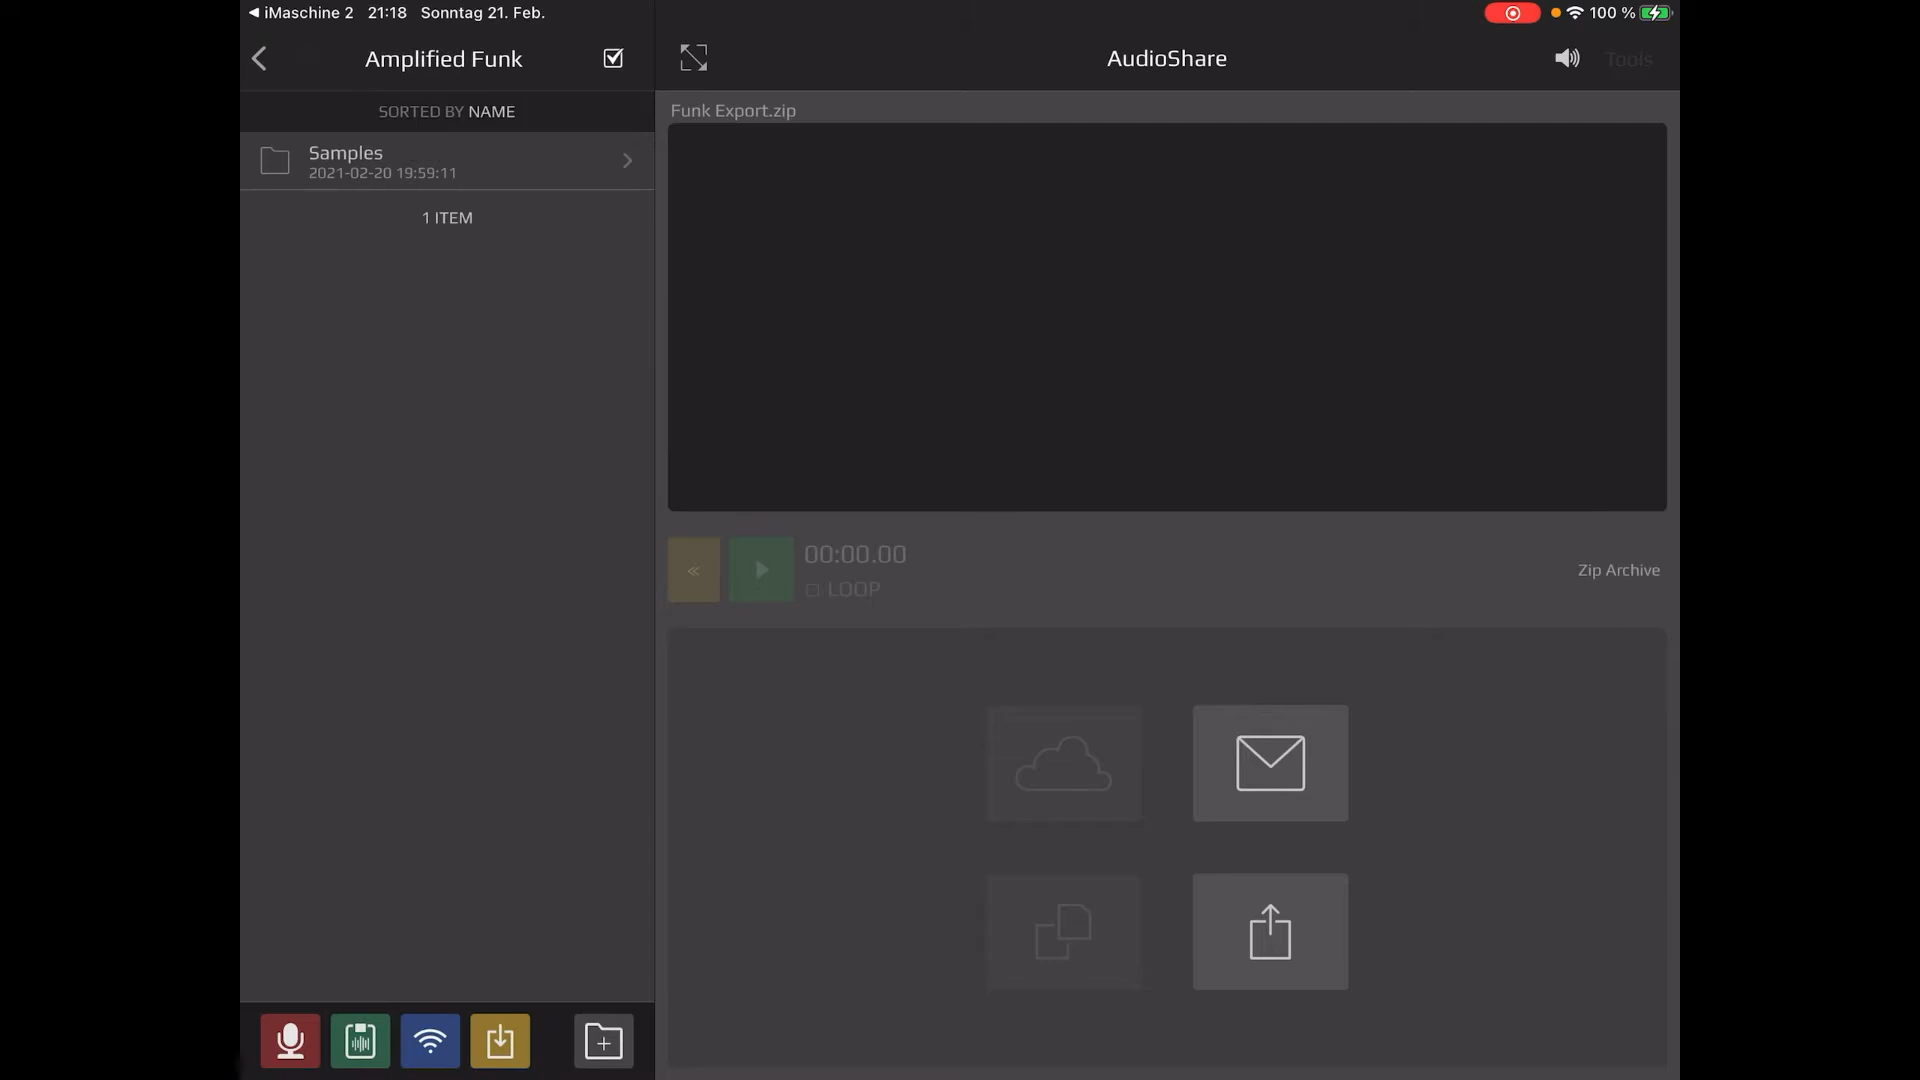 ◀ iMaschine 2 21:18 Sonntag 21. Feb.
100 %
Amplified Funk
AudioShare
Tools
SORTED BY NAME
Funk Export.zip
Samples
2021-02-20 19:59:11
1 ITEM
00:00.00
LOOP
Zip Archive